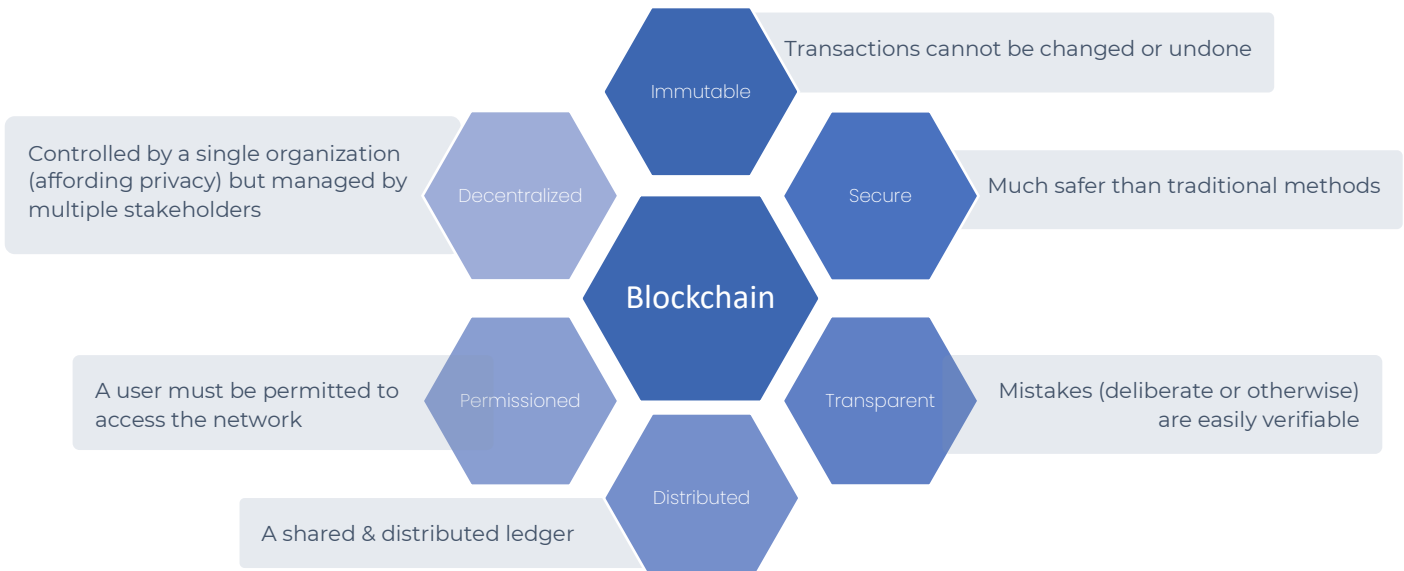 Immutable
Transactions cannot be changed or undone
Decentralized
Controlled by a single organization
(affording privacy) but managed by
multiple stakeholders
Secure
Much safer than traditional methods
Blockchain
Permissioned
A user must be permitted to
access the network
Transparent
Mistakes (deliberate or otherwise)
are easily verifiable
Distributed
A shared & distributed ledger